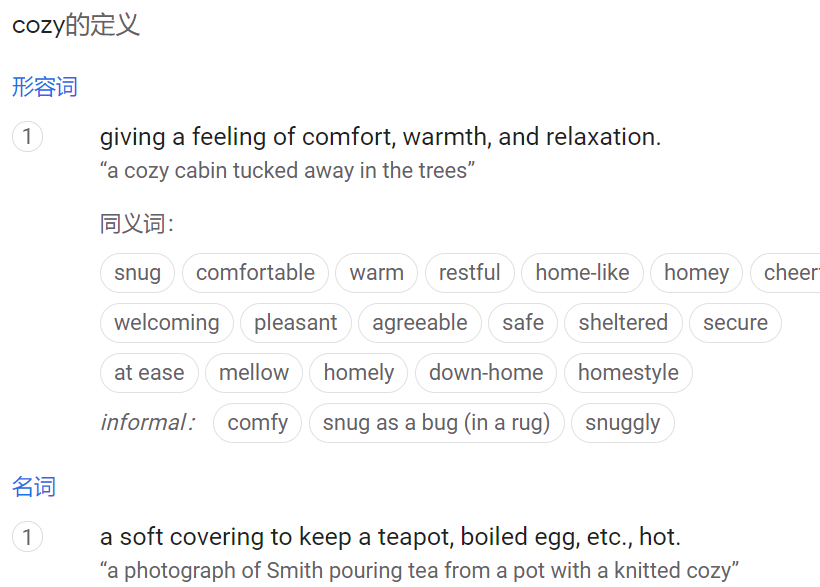 cozy的定义
形容词
1 giving a feeling of comfort, warmth, and relaxation.
“a cozy cabin tucked away in the trees”
同义词：
snug comfortable warm restful home-like homey
welcoming pleasant agreeable safe sheltered secure
at ease mellow homely down-home homestyle
informal： comfy snug as a bug (in a rug) snuggly
名词
1 a soft covering to keep a teapot, boiled egg, etc., hot.
“a photograph of Smith pouring tea from a pot with a knitted cozy”